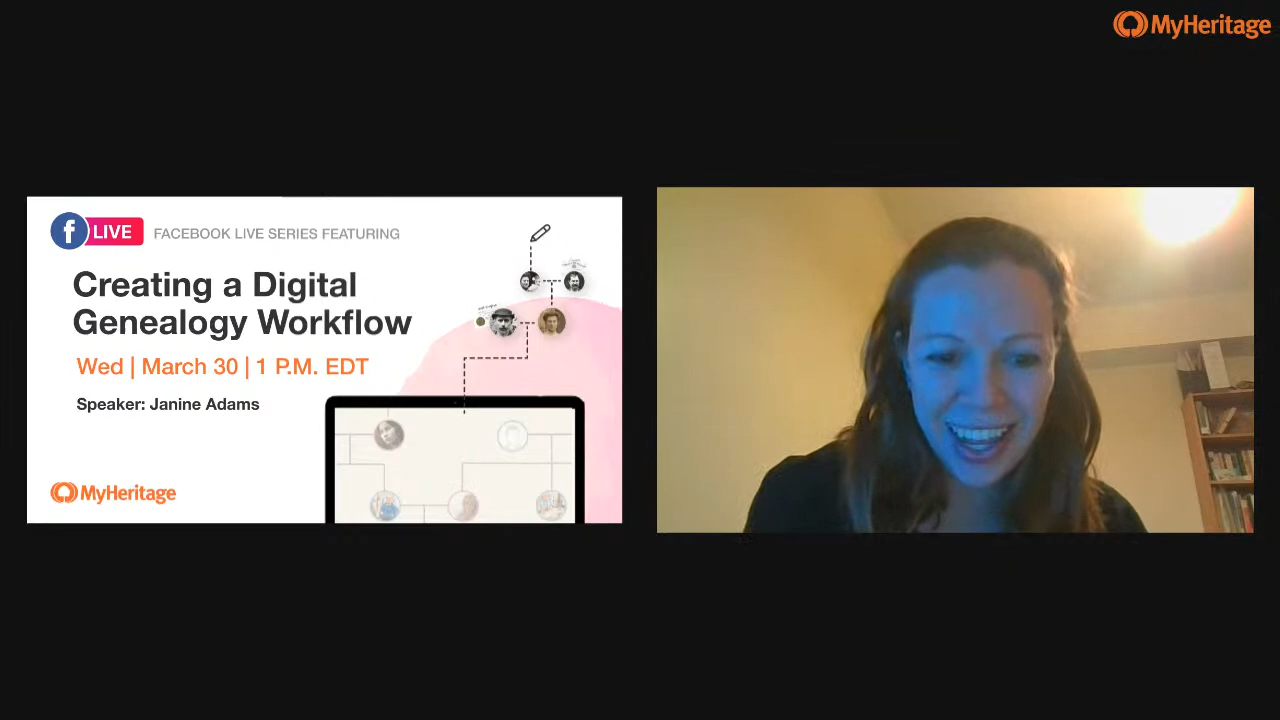 MyHeritage
f LIVE FACEBOOK LIVE SERIES FEATURING
Creating a Digital
Genealogy Workflow
Wed | March 30 | 1 P.M. EDT
Speaker: Janine Adams
MyHeritage